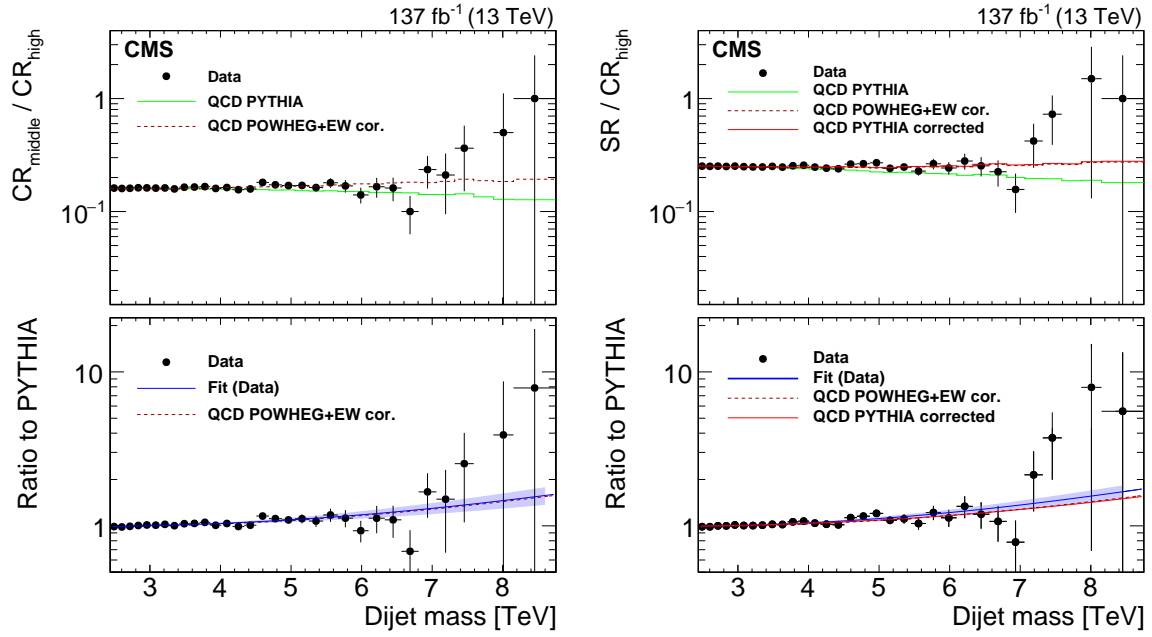 137 fb⁻¹ (13 TeV)
CMS
Data
QCD PYTHIA
QCD POWHEG+EW cor.
CR_middle / CR_high
1
10⁻¹
Data
Fit (Data)
QCD POWHEG+EW cor.
Ratio to PYTHIA
10
1
3 4 5 6 7 8
Dijet mass [TeV]
137 fb⁻¹ (13 TeV)
CMS
Data
QCD PYTHIA
QCD POWHEG+EW cor.
QCD PYTHIA corrected
SR / CR_high
1
10⁻¹
Data
Fit (Data)
QCD POWHEG+EW cor.
QCD PYTHIA corrected
Ratio to PYTHIA
10
1
3 4 5 6 7 8
Dijet mass [TeV]